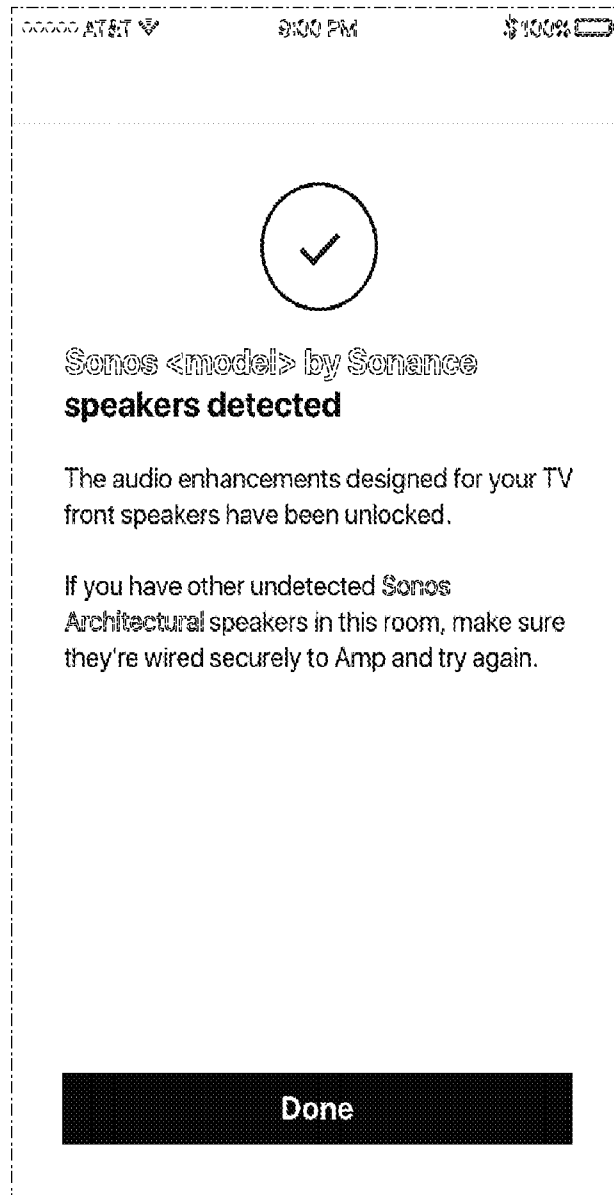 AT&T 9:00 PM 100%
Sonos <model> by Sonance
speakers detected
The audio enhancements designed for your TV
front speakers have been unlocked.
If you have other undetected Sonos
Architectural speakers in this room, make sure
they're wired securely to Amp and try again.
Done